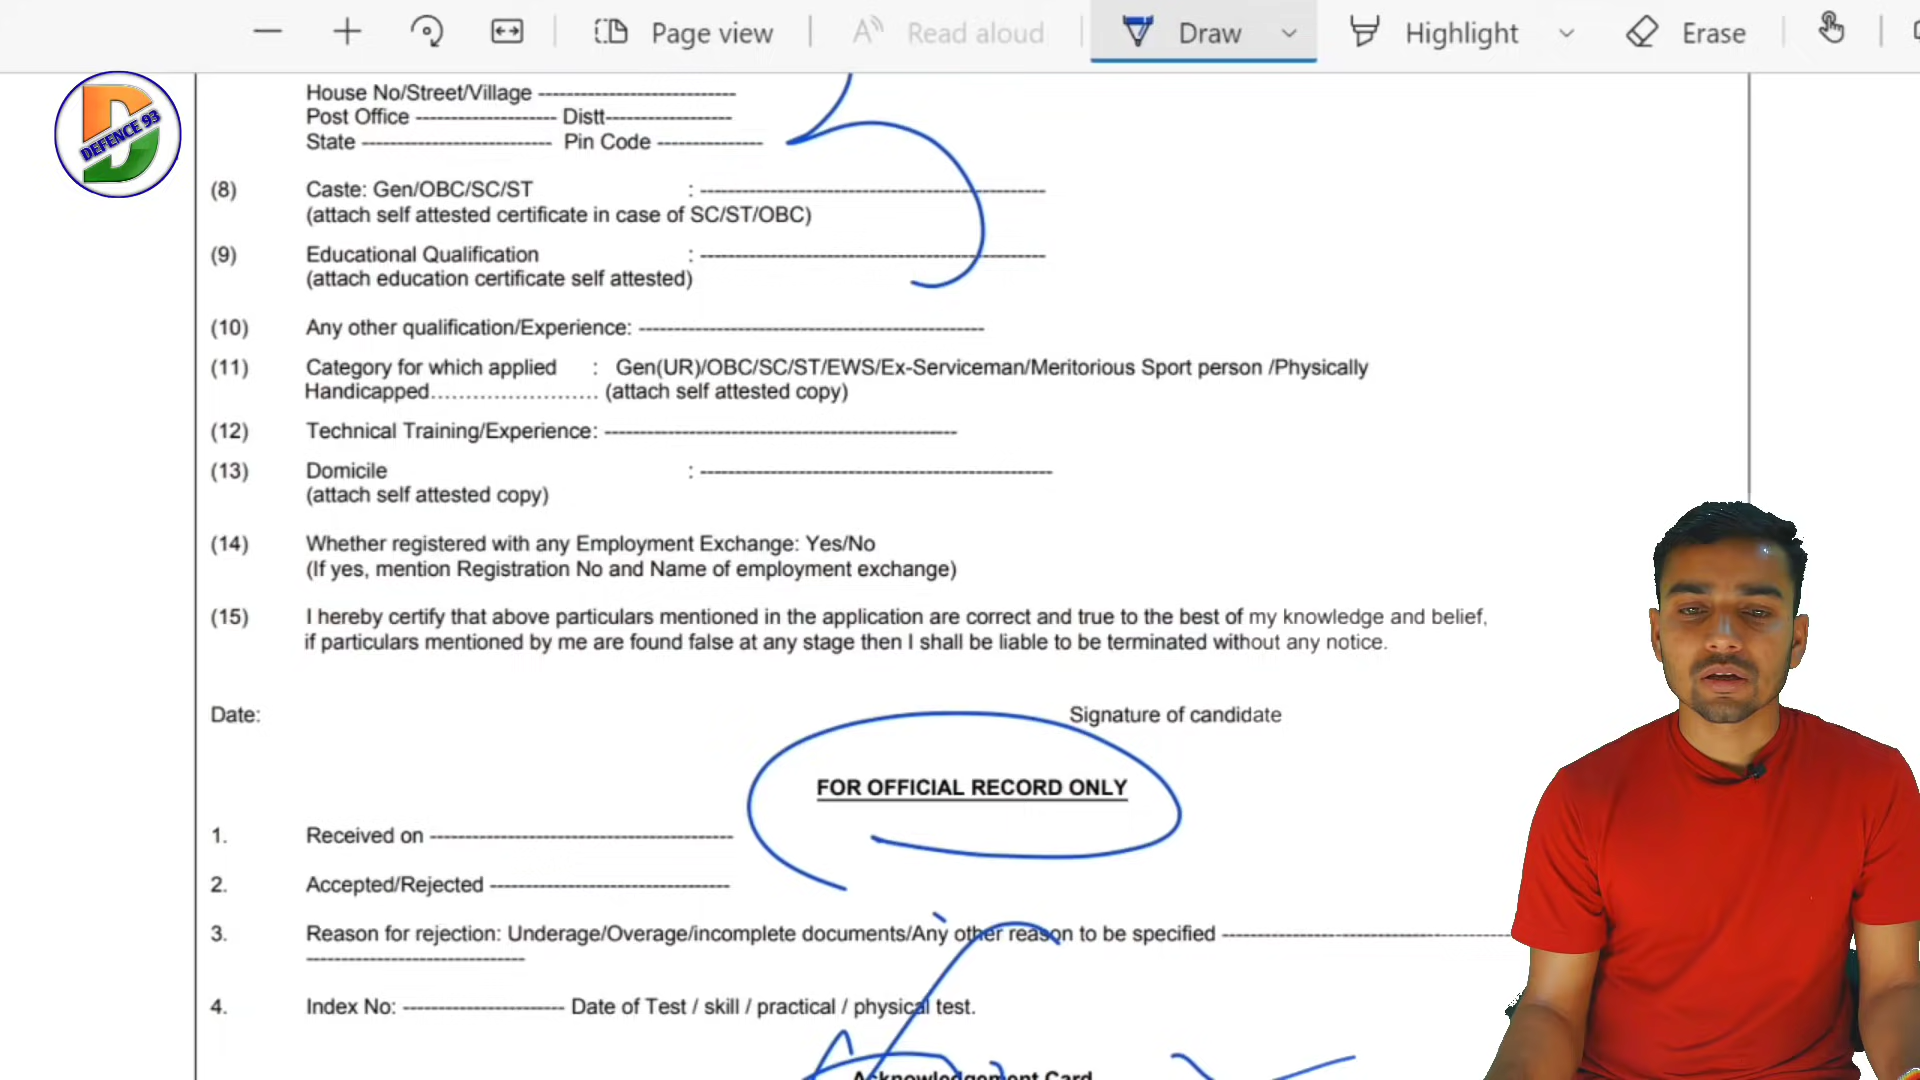 Page view
Read aloud
Draw
Highlight
Erase
DEFENCE 93
House No/Street/Village ----------------------------
Post Office -------------------- Distt------------------
State --------------------------- Pin Code ---------------
(8) Caste: Gen/OBC/SC/ST : -------------------------------------------------
(attach self attested certificate in case of SC/ST/OBC)
(9) Educational Qualification : -------------------------------------------------
(attach education certificate self attested)
(10) Any other qualification/Experience: -------------------------------------------------
(11) Category for which applied : Gen(UR)/OBC/SC/ST/EWS/Ex-Serviceman/Meritorious Sport person /Physically
Handicapped........................ (attach self attested copy)
(12) Technical Training/Experience: --------------------------------------------------
(13) Domicile : --------------------------------------------------
(attach self attested copy)
(14) Whether registered with any Employment Exchange: Yes/No
(If yes, mention Registration No and Name of employment exchange)
(15) I hereby certify that above particulars mentioned in the application are correct and true to the best of my knowledge and belief,
if particulars mentioned by me are found false at any stage then I shall be liable to be terminated without any notice.
Date: Signature of candidate
FOR OFFICIAL RECORD ONLY
1. Received on -------------------------------------------
2. Accepted/Rejected ----------------------------------
3. Reason for rejection: Underage/Overage/incomplete documents/Any other reason to be specified -----------------------------------------
-------------------------------
4. Index No: ----------------------- Date of Test / skill / practical / physical test.
Acknowledgement Card